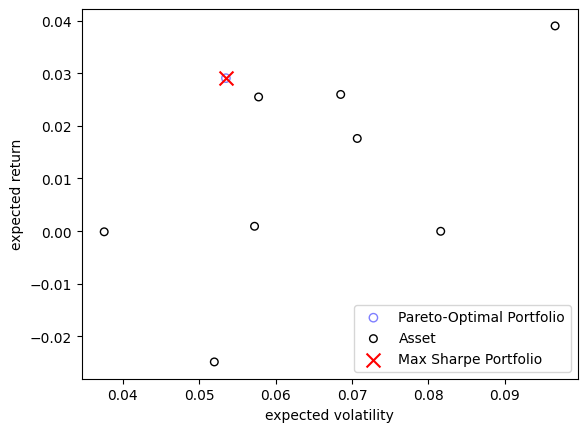 0.04
0.03
0.02
0.01
0.00
−0.01
−0.02
expected return
Pareto-Optimal Portfolio
Asset
Max Sharpe Portfolio
0.04 0.05 0.06 0.07 0.08 0.09
expected volatility